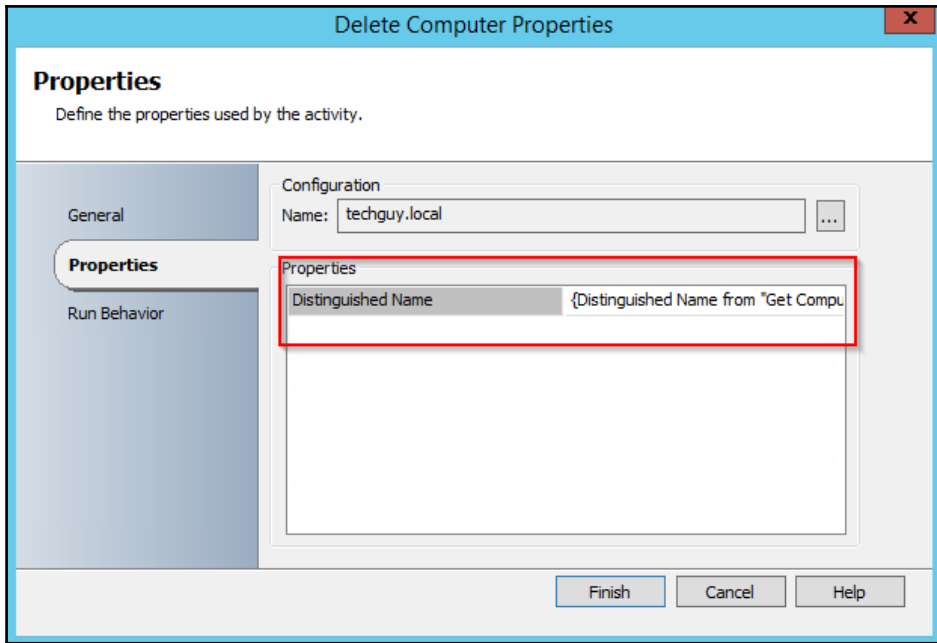 Delete Computer Properties
x
Properties
Define the properties used by the activity.
General
Properties
Run Behavior
Configuration
Name: techguy.local ...
Properties
Distinguished Name {Distinguished Name from "Get Compu
Finish Cancel Help